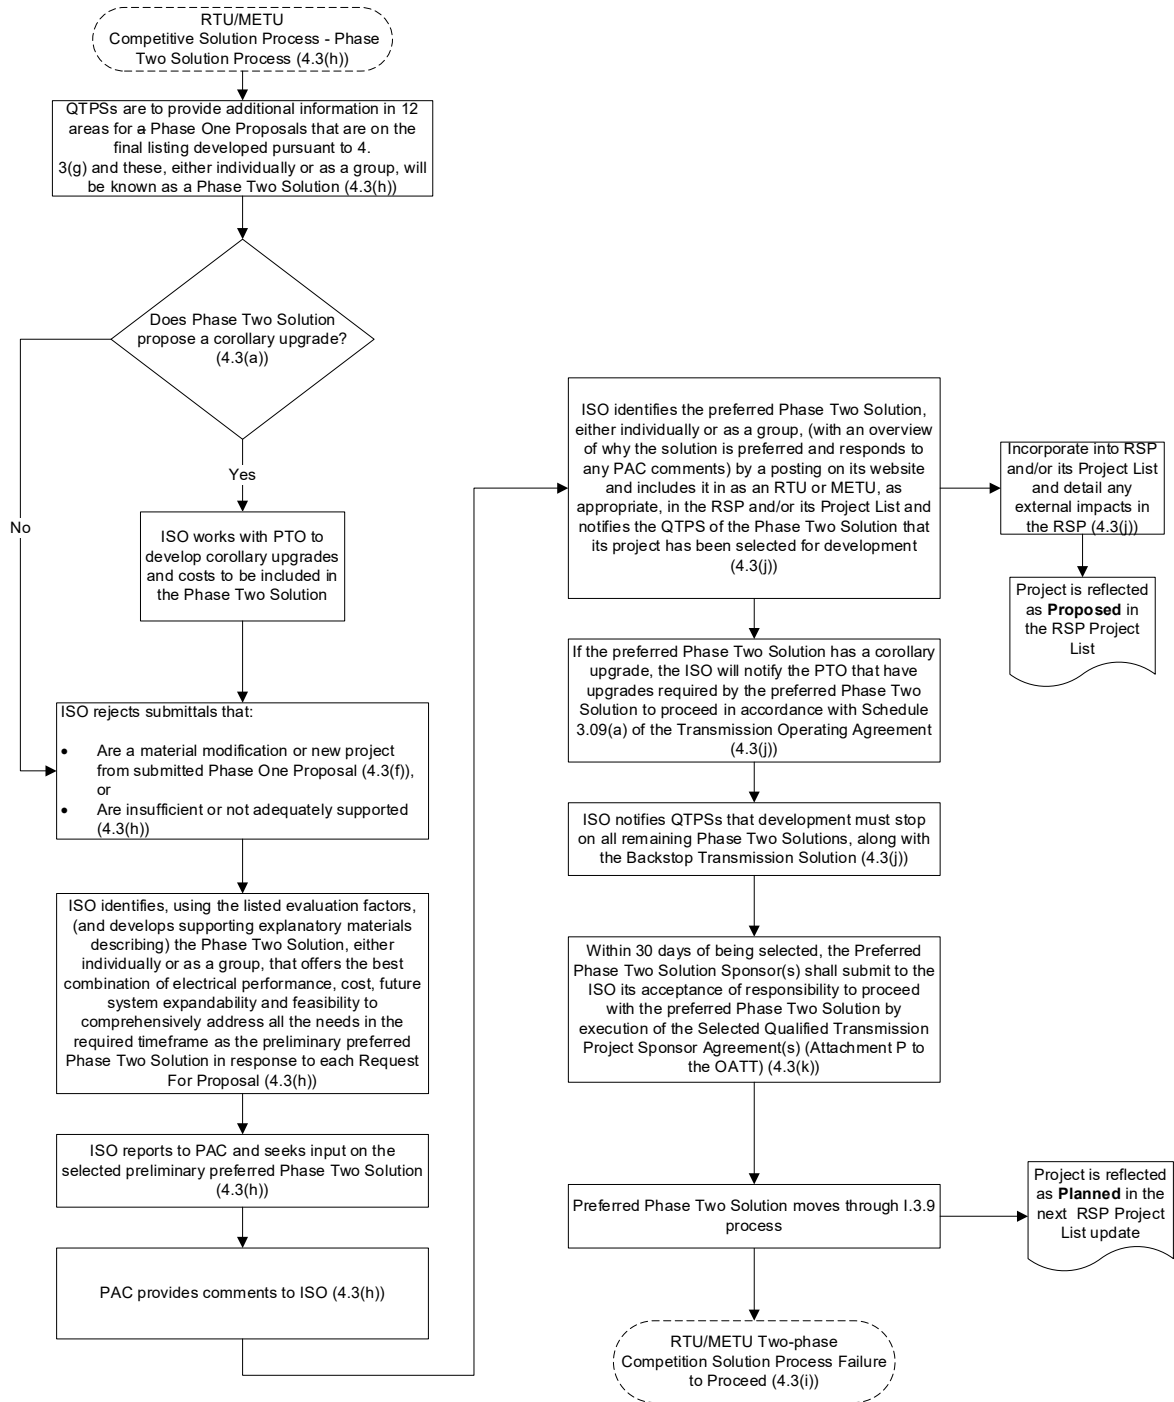 RTU/METU
Competitive Solution Process - Phase
Two Solution Process (4.3(h))
QTPSs are to provide additional information in 12
areas for a Phase One Proposals that are on the
final listing developed pursuant to 4.
3(g) and these, either individually or as a group, will
be known as a Phase Two Solution (4.3(h))
Does Phase Two Solution
propose a corollary upgrade?
(4.3(a))
No
Yes
ISO works with PTO to
develop corollary upgrades
and costs to be included in
the Phase Two Solution
ISO rejects submittals that:
• Are a material modification or new project
from submitted Phase One Proposal (4.3(f)),
or
• Are insufficient or not adequately supported
(4.3(h))
ISO identifies, using the listed evaluation factors,
(and develops supporting explanatory materials
describing) the Phase Two Solution, either
individually or as a group, that offers the best
combination of electrical performance, cost, future
system expandability and feasibility to
comprehensively address all the needs in the
required timeframe as the preliminary preferred
Phase Two Solution in response to each Request
For Proposal (4.3(h))
ISO reports to PAC and seeks input on the
selected preliminary preferred Phase Two Solution
(4.3(h))
PAC provides comments to ISO (4.3(h))
ISO identifies the preferred Phase Two Solution,
either individually or as a group, (with an overview
of why the solution is preferred and responds to
any PAC comments) by a posting on its website
and includes it in as an RTU or METU, as
appropriate, in the RSP and/or its Project List and
notifies the QTPS of the Phase Two Solution that
its project has been selected for development
(4.3(j))
Incorporate into RSP
and/or its Project List
and detail any
external impacts in
the RSP (4.3(j))
Project is reflected
as Proposed in
the RSP Project
List
If the preferred Phase Two Solution has a corollary
upgrade, the ISO will notify the PTO that have
upgrades required by the preferred Phase Two
Solution to proceed in accordance with Schedule
3.09(a) of the Transmission Operating Agreement
(4.3(j))
ISO notifies QTPSs that development must stop
on all remaining Phase Two Solutions, along with
the Backstop Transmission Solution (4.3(j))
Within 30 days of being selected, the Preferred
Phase Two Solution Sponsor(s) shall submit to the
ISO its acceptance of responsibility to proceed
with the preferred Phase Two Solution by
execution of the Selected Qualified Transmission
Project Sponsor Agreement(s) (Attachment P to
the OATT) (4.3(k))
Preferred Phase Two Solution moves through I.3.9
process
Project is reflected
as Planned in the
next RSP Project
List update
RTU/METU Two-phase
Competition Solution Process Failure
to Proceed (4.3(i))